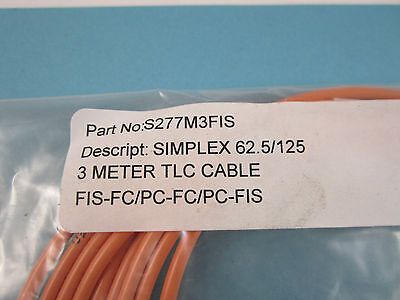 Part No:S277M3FIS
Descript: SIMPLEX 62.5/125
3 METER TLC CABLE
FIS-FC/PC-FC/PC-FIS